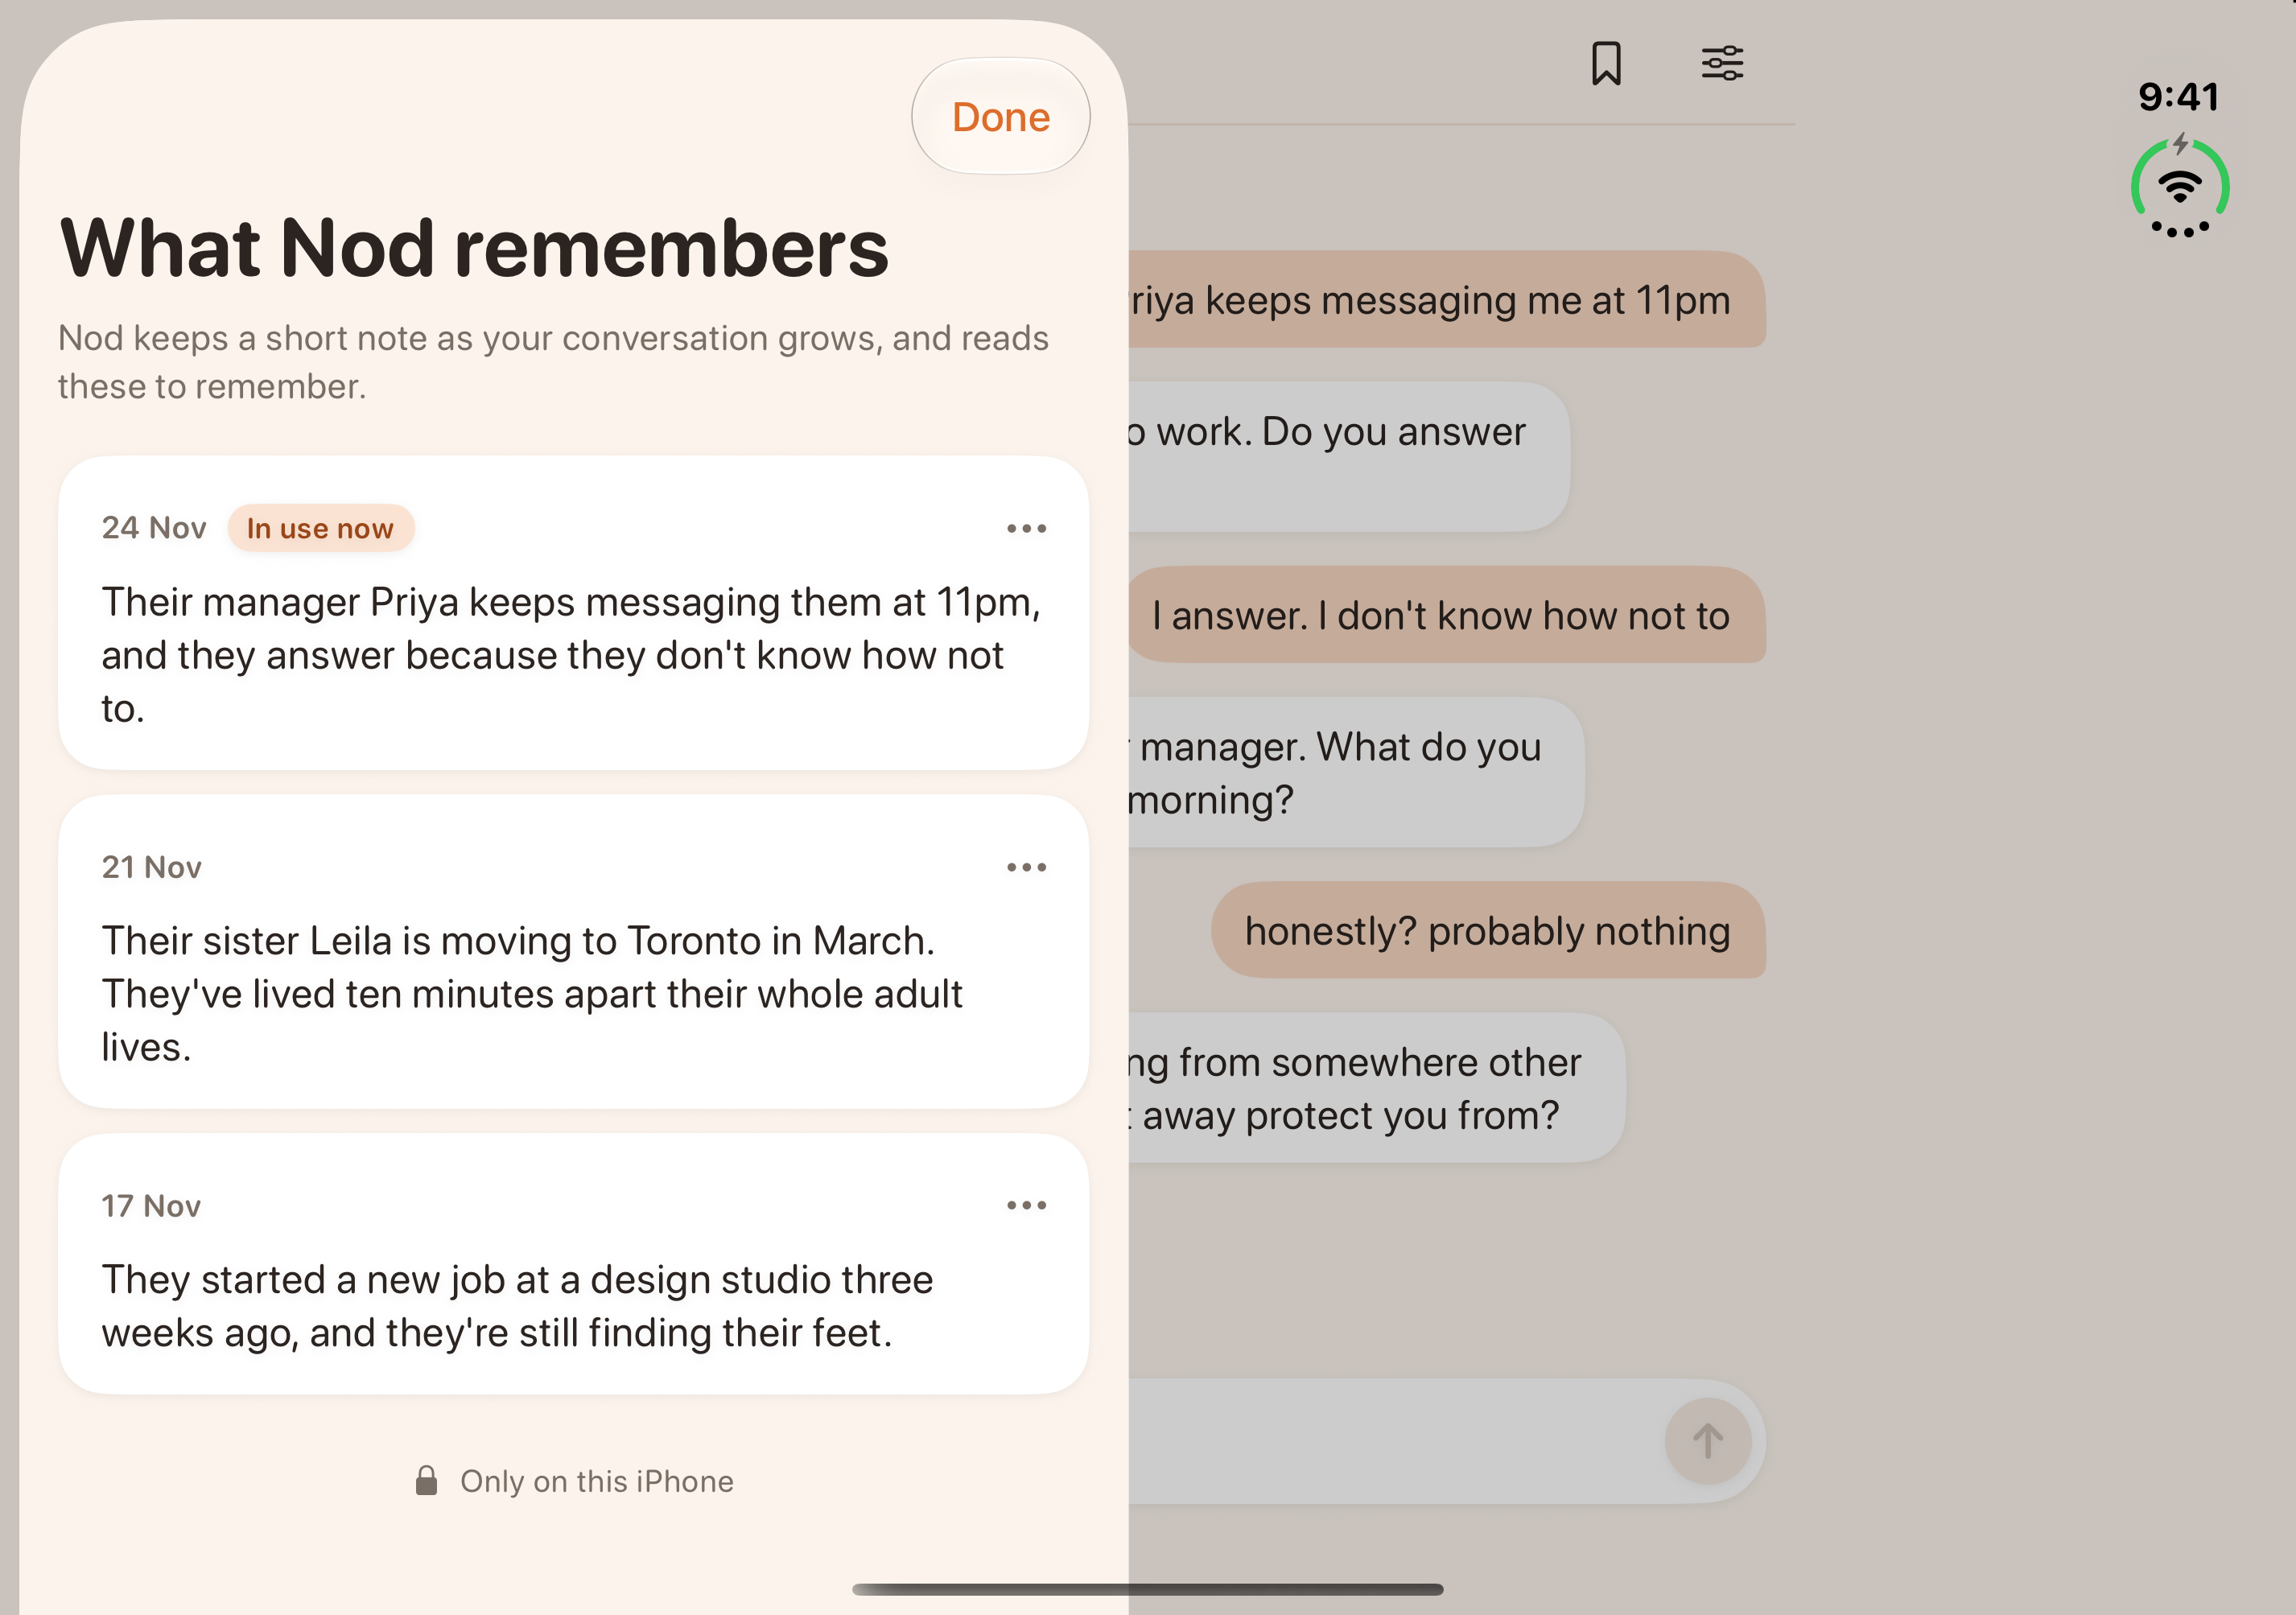 Done
What Nod remembers
Nod keeps a short note as your conversation grows, and reads
these to remember.
24 Nov
In use now
Their manager Priya keeps messaging them at 11pm,
and they answer because they don't know how not
to.
21 Nov
Their sister Leila is moving to Toronto in March.
They've lived ten minutes apart their whole adult
lives.
17 Nov
They started a new job at a design studio three
weeks ago, and they're still finding their feet.
Only on this iPhone
keeps messaging me at 11pm
work. Do you answer
I answer. I don't know how not to
manager. What do you
morning?
honestly? probably nothing
from somewhere other
away protect you from?
9:41